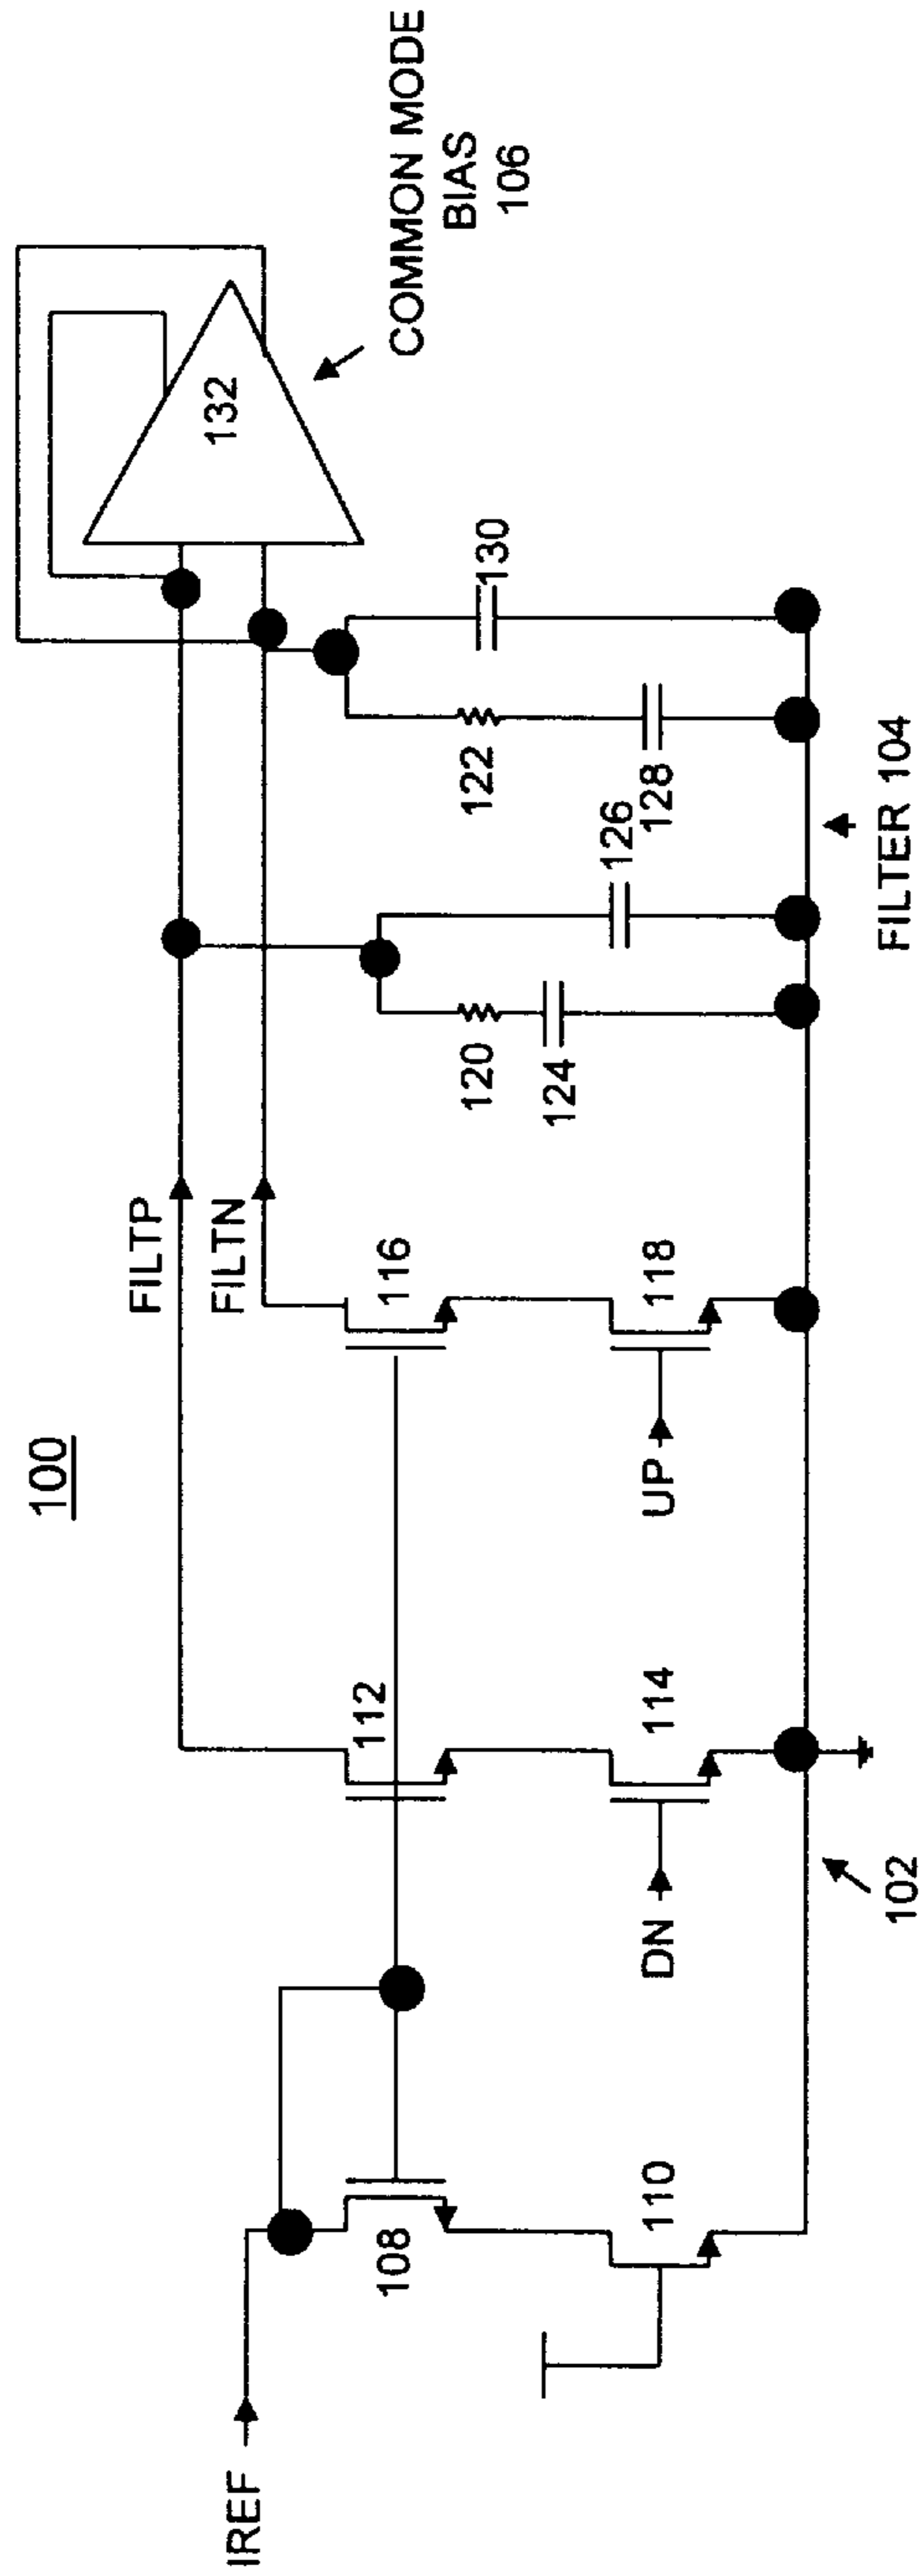 100
IREF
108
110
112
DN
114
102
FILTP
FILTN
116
UP
118
120
124
126
122
128
130
FILTER 104
132
COMMON MODE
BIAS
106